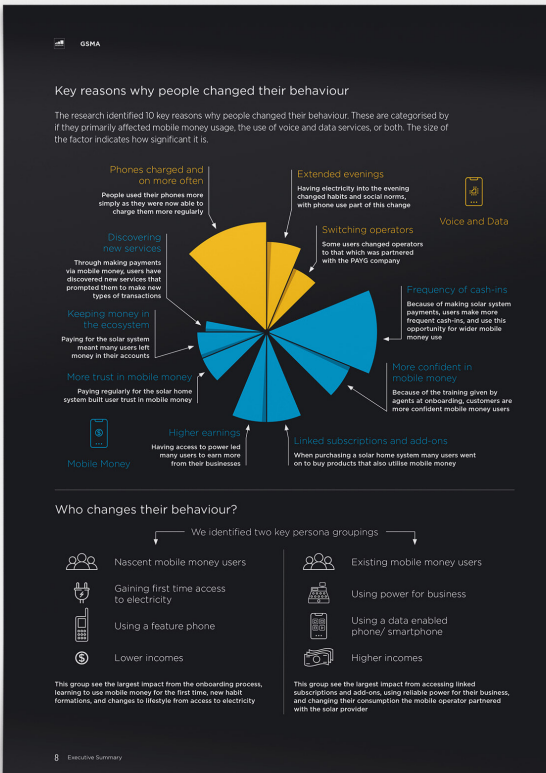 GSMA
Key reasons why people changed their behaviour
The research identified 10 key reasons why people changed their behaviour. These are categorised by
if they primarily affected mobile money usage, the use of voice and data services, or both. The size of
the factor indicates how significant it is.
Phones charged and
on more often
People used their phones more
simply as they were now able to
charge them more regularly
Extended evenings
Having electricity into the evening
changed habits and social norms,
with phone use part of this change
Voice and Data
Switching operators
Some users changed operators
to that which was partnered
with the PAYG company
Discovering
new services
Through making payments
via mobile money, users have
discovered new services that
prompted them to make new
types of transactions
Frequency of cash-ins
Because of making solar system
payments, users make more
frequent cash-ins, and use this
opportunity for wider mobile
money use
Keeping money in
the ecosystem
Paying for the solar system
meant many users left
money in their accounts
More confident in
mobile money
Because of the training given by
agents at onboarding, customers are
more confident mobile money users
More trust in mobile money
Paying regularly for the solar home
system built user trust in mobile money
Higher earnings
Having access to power led
many users to earn more
from their businesses
Linked subscriptions and add-ons
When purchasing a solar home system many users went
on to buy products that also utilise mobile money
Mobile Money
Who changes their behaviour?
We identified two key persona groupings
Nascent mobile money users
Gaining first time access
to electricity
Using a feature phone
Lower incomes
This group see the largest impact from the onboarding process,
learning to use mobile money for the first time, new habit
formations, and changes to lifestyle from access to electricity
Existing mobile money users
Using power for business
Using a data enabled
phone/ smartphone
Higher incomes
This group see the largest impact from accessing linked
subscriptions and add-ons, using reliable power for their business,
and changing their consumption the mobile operator partnered
with the solar provider
8 Executive Summary